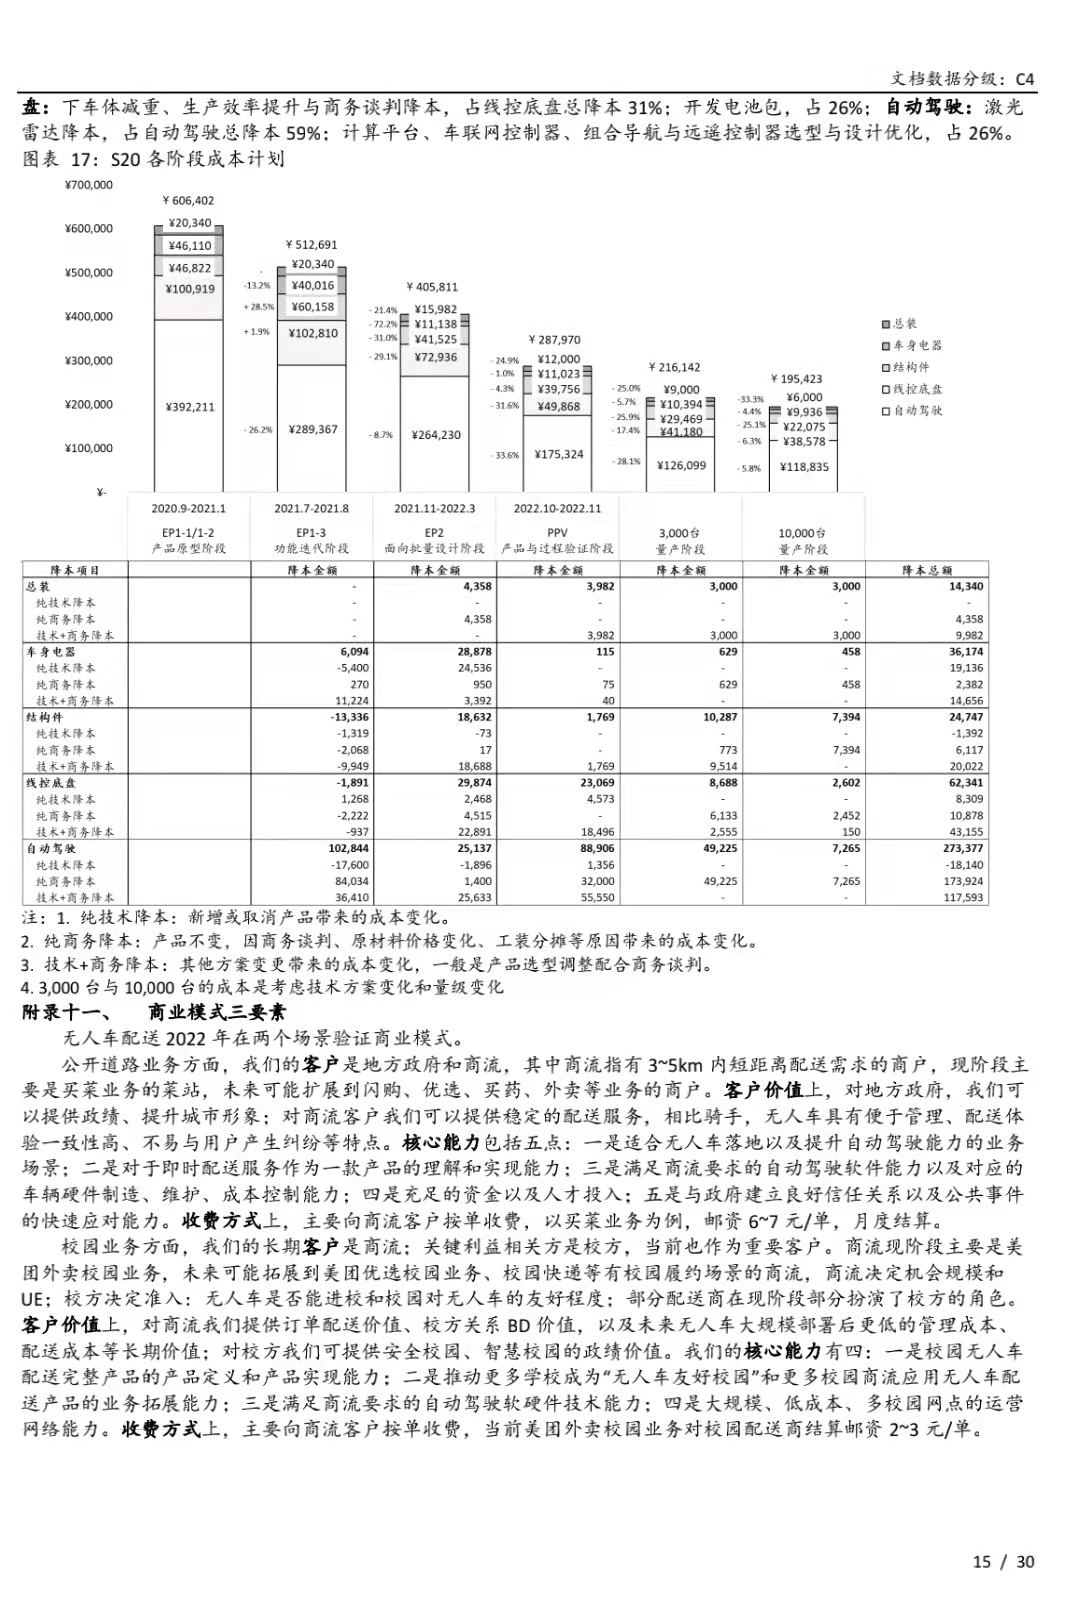 文档数据分级：C4
盘：下车体减重、生产效率提升与商务谈判降本，占线控底盘总降本 31%；开发电池包，占 26%；自动驾驶：激光
雷达降本，占自动驾驶总降本 59%；计算平台、车联网控制器、组合导航与远遥控制器选型与设计优化，占 26%。
图表 17：S20 各阶段成本计划
¥700,000
¥600,000
¥500,000
¥400,000
¥300,000
¥200,000
¥100,000
¥-
¥ 606,402
¥20,340
¥46,110
¥46,822
¥100,919
¥392,211
¥ 512,691
¥20,340
-13.2% ¥40,016
+ 28.5% ¥60,158
+ 1.9% ¥102,810
- 26.2% ¥289,367
¥ 405,811
- 21.4% ¥15,982
- 72.2% ¥11,138
- 31.0% ¥41,525
- 29.1% ¥72,936
- 8.7% ¥264,230
¥ 287,970
- 24.9% ¥12,000
- 1.0% ¥11,023
- 4.3% ¥39,756
- 31.6% ¥49,868
- 33.6% ¥175,324
¥ 216,142
- 25.0% ¥9,000
- 5.7% ¥10,394
- 25.9% ¥29,469
- 17.4% ¥41,180
- 28.1% ¥126,099
¥ 195,423
-33.3% ¥6,000
- 4.4% ¥9,936
- 25.1% ¥22,075
- 6.3% ¥38,578
- 5.8% ¥118,835
总装
车身电器
结构件
线控底盘
自动驾驶
2020.9-2021.1 2021.7-2021.8 2021.11-2022.3 2022.10-2022.11
EP1-1/1-2 EP1-3 EP2 PPV 3,000台 10,000台
产品原型阶段 功能迭代阶段 面向批量设计阶段 产品与过程验证阶段 量产阶段 量产阶段
降本项目 降本金额 降本金额 降本金额 降本金额 降本金额 降本总额
总装 - 4,358 3,982 3,000 3,000 14,340
纯技术降本 - - - - - -
纯商务降本 - 4,358 - - - 4,358
技术+商务降本 - - 3,982 3,000 3,000 9,982
车身电器 6,094 28,878 115 629 458 36,174
纯技术降本 -5,400 24,536 - - - 19,136
纯商务降本 270 950 75 629 458 2,382
技术+商务降本 11,224 3,392 40 - - 14,656
结构件 -13,336 18,632 1,769 10,287 7,394 24,747
纯技术降本 -1,319 -73 - - - -1,392
纯商务降本 -2,068 17 - 773 7,394 6,117
技术+商务降本 -9,949 18,688 1,769 9,514 - 20,022
线控底盘 -1,891 29,874 23,069 8,688 2,602 62,341
纯技术降本 1,268 2,468 4,573 - - 8,309
纯商务降本 -2,222 4,515 - 6,133 2,452 10,878
技术+商务降本 -937 22,891 18,496 2,555 150 43,155
自动驾驶 102,844 25,137 88,906 49,225 7,265 273,377
纯技术降本 -17,600 -1,896 1,356 - - -18,140
纯商务降本 84,034 1,400 32,000 49,225 7,265 173,924
技术+商务降本 36,410 25,633 55,550 - - 117,593
注：1. 纯技术降本：新增或取消产品带来的成本变化。
2. 纯商务降本：产品不变，因商务谈判、原材料价格变化、工装分摊等原因带来的成本变化。
3. 技术+商务降本：其他方案变更带来的成本变化，一般是产品选型调整配合商务谈判。
4. 3,000 台与 10,000 台的成本是考虑技术方案变化和量级变化
附录十一、 商业模式三要素
无人车配送 2022 年在两个场景验证商业模式。
公开道路业务方面，我们的客户是地方政府和商流，其中商流指有 3~5km 内短距离配送需求的商户，现阶段主
要是买菜业务的菜站，未来可能扩展到闪购、优选、买药、外卖等业务的商户。客户价值上，对地方政府，我们可
以提供政绩、提升城市形象；对商流客户我们可以提供稳定的配送服务，相比骑手，无人车具有便于管理、配送体
验一致性高、不易与用户产生纠纷等特点。核心能力包括五点：一是适合无人车落地以及提升自动驾驶能力的业务
场景；二是对于即时配送服务作为一款产品的理解和实现能力；三是满足商流要求的自动驾驶软件能力以及对应的
车辆硬件制造、维护、成本控制能力；四是充足的资金以及人才投入；五是与政府建立良好信任关系以及公共事件
的快速应对能力。收费方式上，主要向商流客户按单收费，以买菜业务为例，邮资 6~7 元/单，月度结算。
校园业务方面，我们的长期客户是商流；关键利益相关方是校方，当前也作为重要客户。商流现阶段主要是美
团外卖校园业务，未来可能拓展到美团优选校园业务、校园快递等有校园履约场景的商流，商流决定机会规模和
UE；校方决定准入：无人车是否能进校和校园对无人车的友好程度；部分配送商在现阶段部分扮演了校方的角色。
客户价值上，对商流我们提供订单配送价值、校方关系 BD 价值，以及未来无人车大规模部署后更低的管理成本、
配送成本等长期价值；对校方我们可提供安全校园、智慧校园的政绩价值。我们的核心能力有四：一是校园无人车
配送完整产品的产品定义和产品实现能力；二是推动更多学校成为“无人车友好校园”和更多校园商流应用无人车配
送产品的业务拓展能力；三是满足商流要求的自动驾驶软硬件技术能力；四是大规模、低成本、多校园网点的运营
网络能力。收费方式上，主要向商流客户按单收费，当前美团外卖校园业务对校园配送商结算邮资 2~3 元/单。
15 / 30